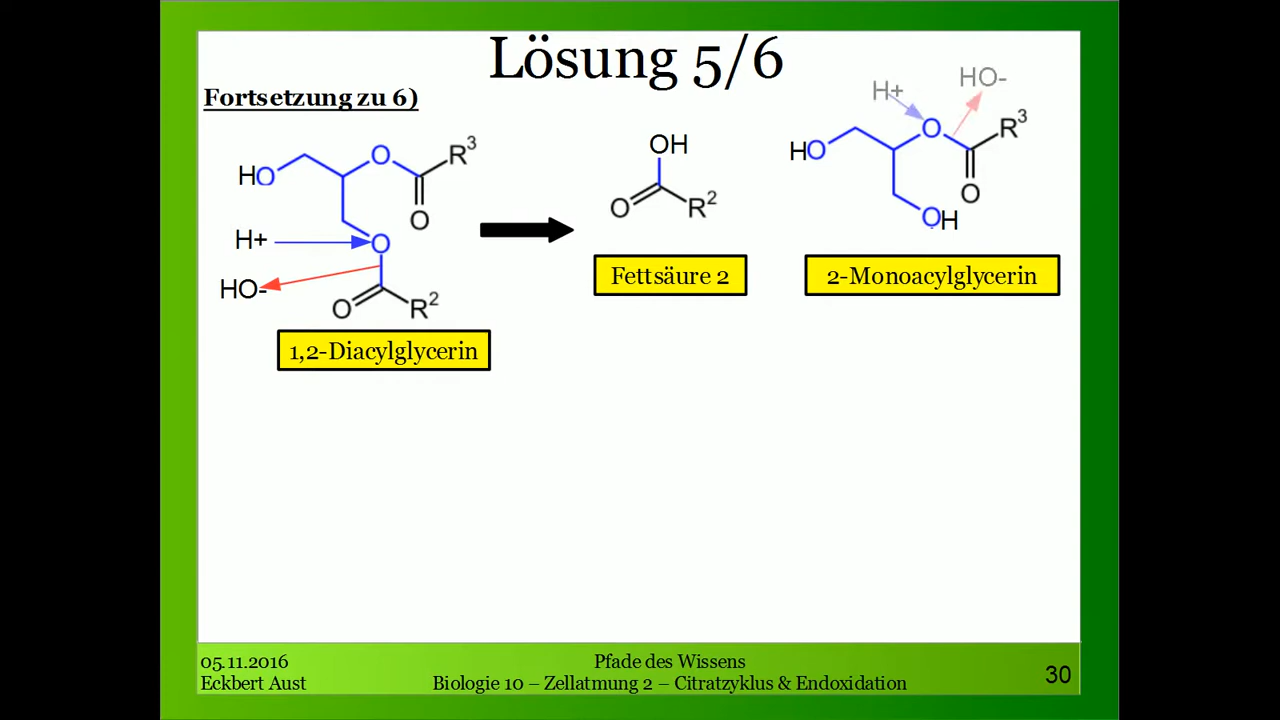 Lösung 5/6
Fortsetzung zu 6)
HO
O
R³
O
H+
O
HO-
O
R²
1,2-Diacylglycerin
OH
O
R²
Fettsäure 2
H+
HO-
HO
O
R³
O
OH
2-Monoacylglycerin
05.11.2016
Eckbert Aust
Pfade des Wissens
Biologie 10 – Zellatmung 2 – Citratzyklus & Endoxidation
30